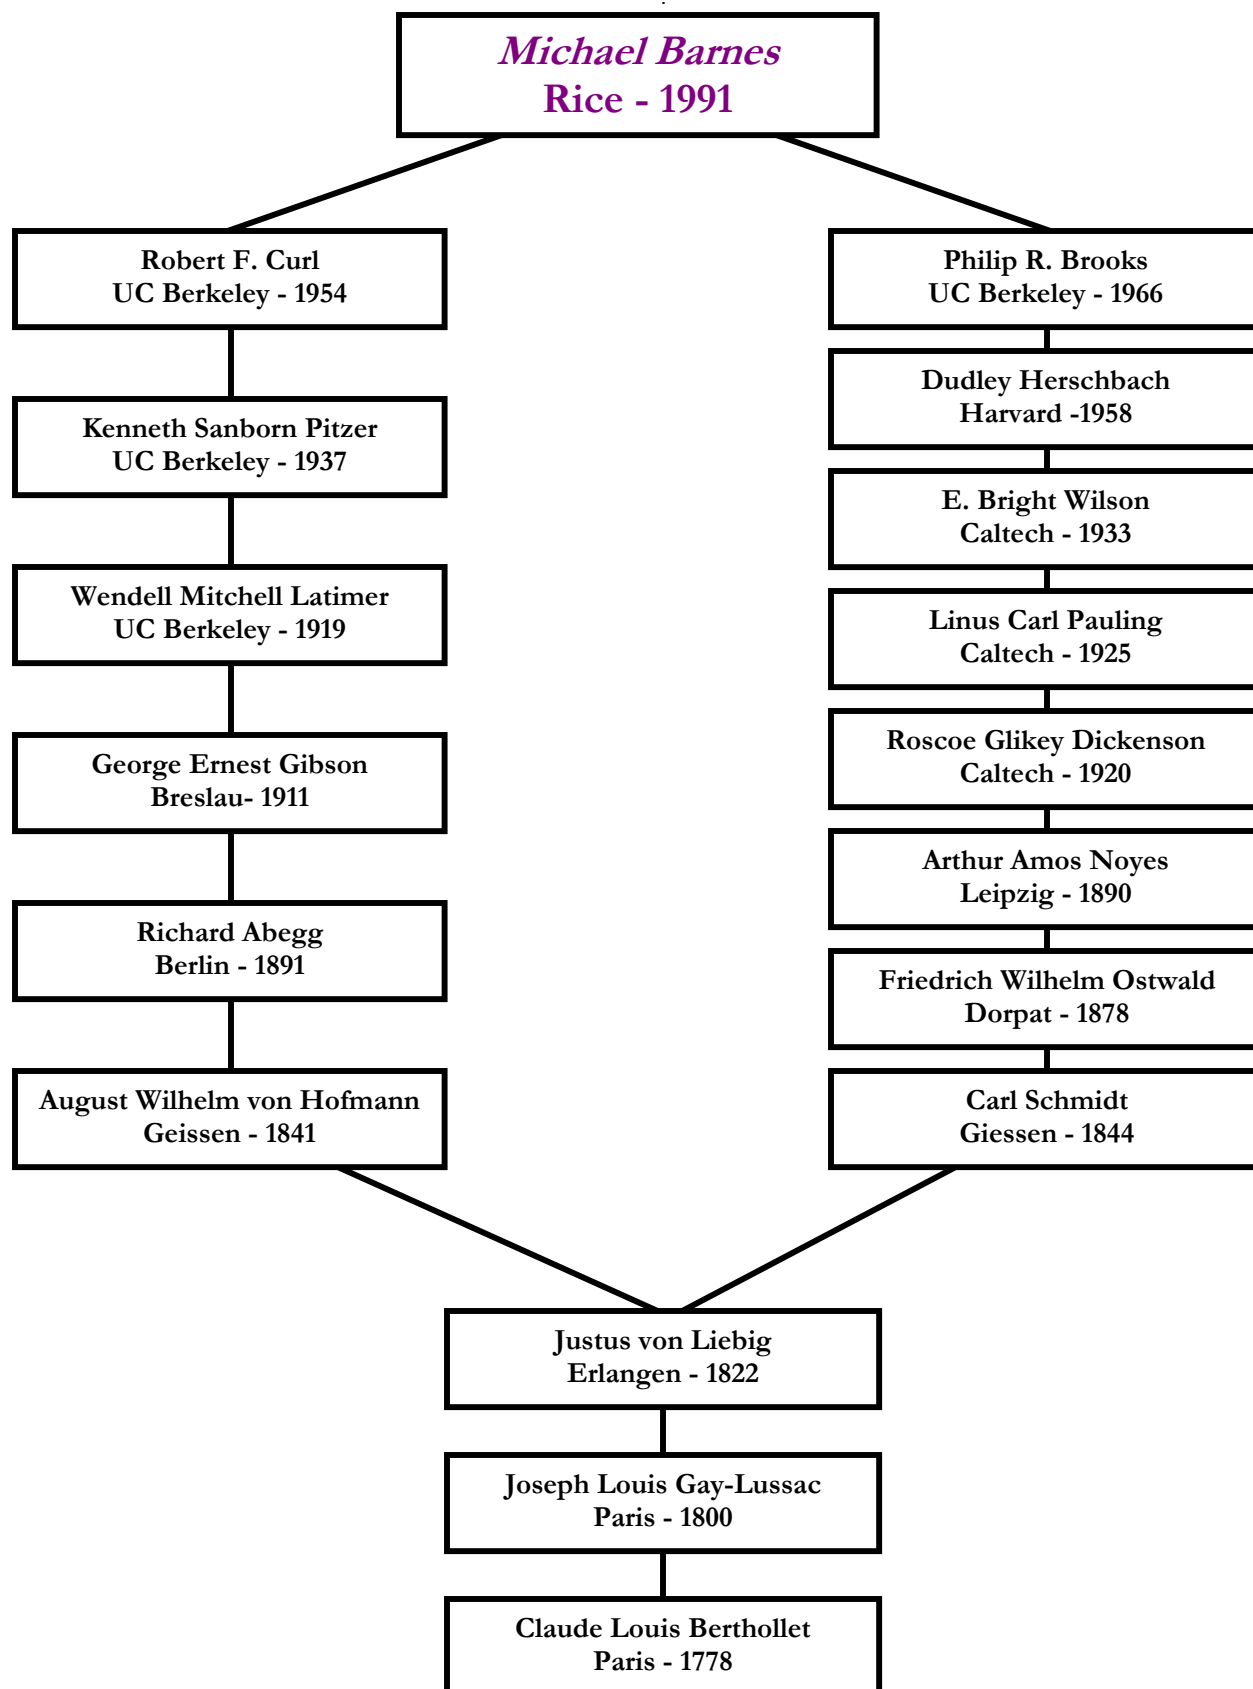 Michael Barnes
Rice - 1991
Robert F. Curl
UC Berkeley - 1954
Kenneth Sanborn Pitzer
UC Berkeley - 1937
Wendell Mitchell Latimer
UC Berkeley - 1919
George Ernest Gibson
Breslau- 1911
Richard Abegg
Berlin - 1891
August Wilhelm von Hofmann
Geissen - 1841
Philip R. Brooks
UC Berkeley - 1966
Dudley Herschbach
Harvard -1958
E. Bright Wilson
Caltech - 1933
Linus Carl Pauling
Caltech - 1925
Roscoe Glikey Dickenson
Caltech - 1920
Arthur Amos Noyes
Leipzig - 1890
Friedrich Wilhelm Ostwald
Dorpat - 1878
Carl Schmidt
Giessen - 1844
Justus von Liebig
Erlangen - 1822
Joseph Louis Gay-Lussac
Paris - 1800
Claude Louis Berthollet
Paris - 1778